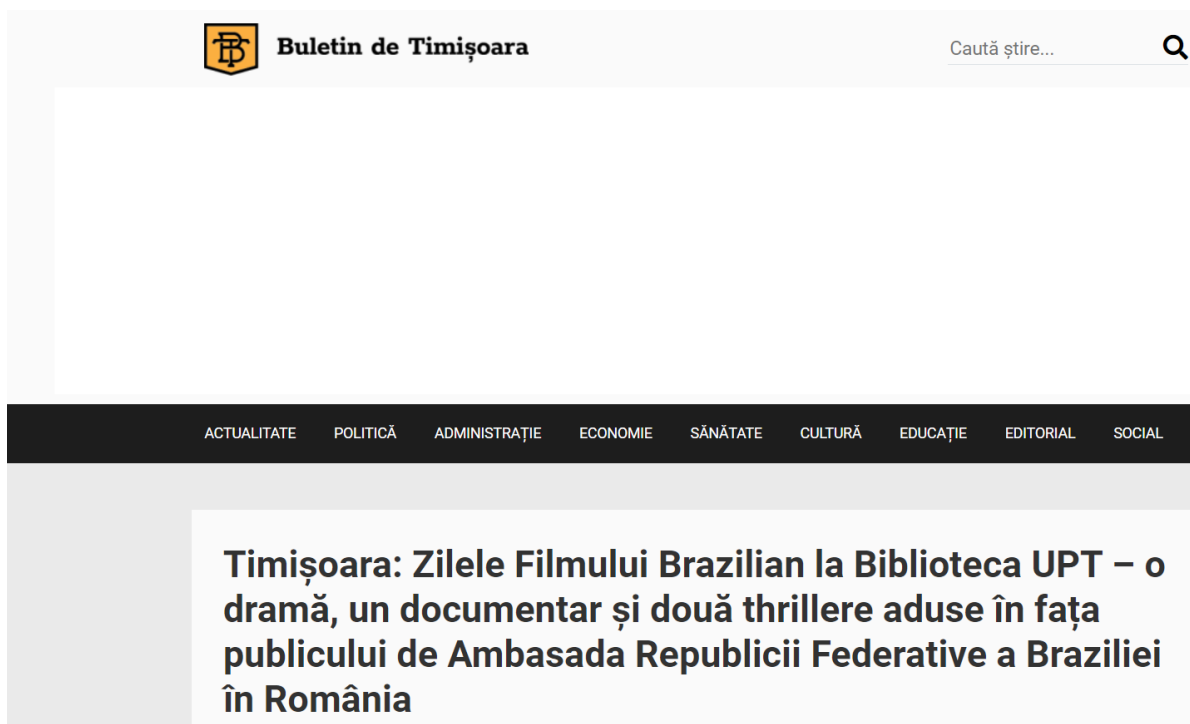 Buletin de Timișoara
Caută știre...
ACTUALITATE POLITICĂ ADMINISTRAȚIE ECONOMIE SĂNĂTATE CULTURĂ EDUCAȚIE EDITORIAL SOCIAL
Timișoara: Zilele Filmului Brazilian la Biblioteca UPT – o
dramă, un documentar și două thrillere aduse în fața
publicului de Ambasada Republicii Federative a Braziliei
în România